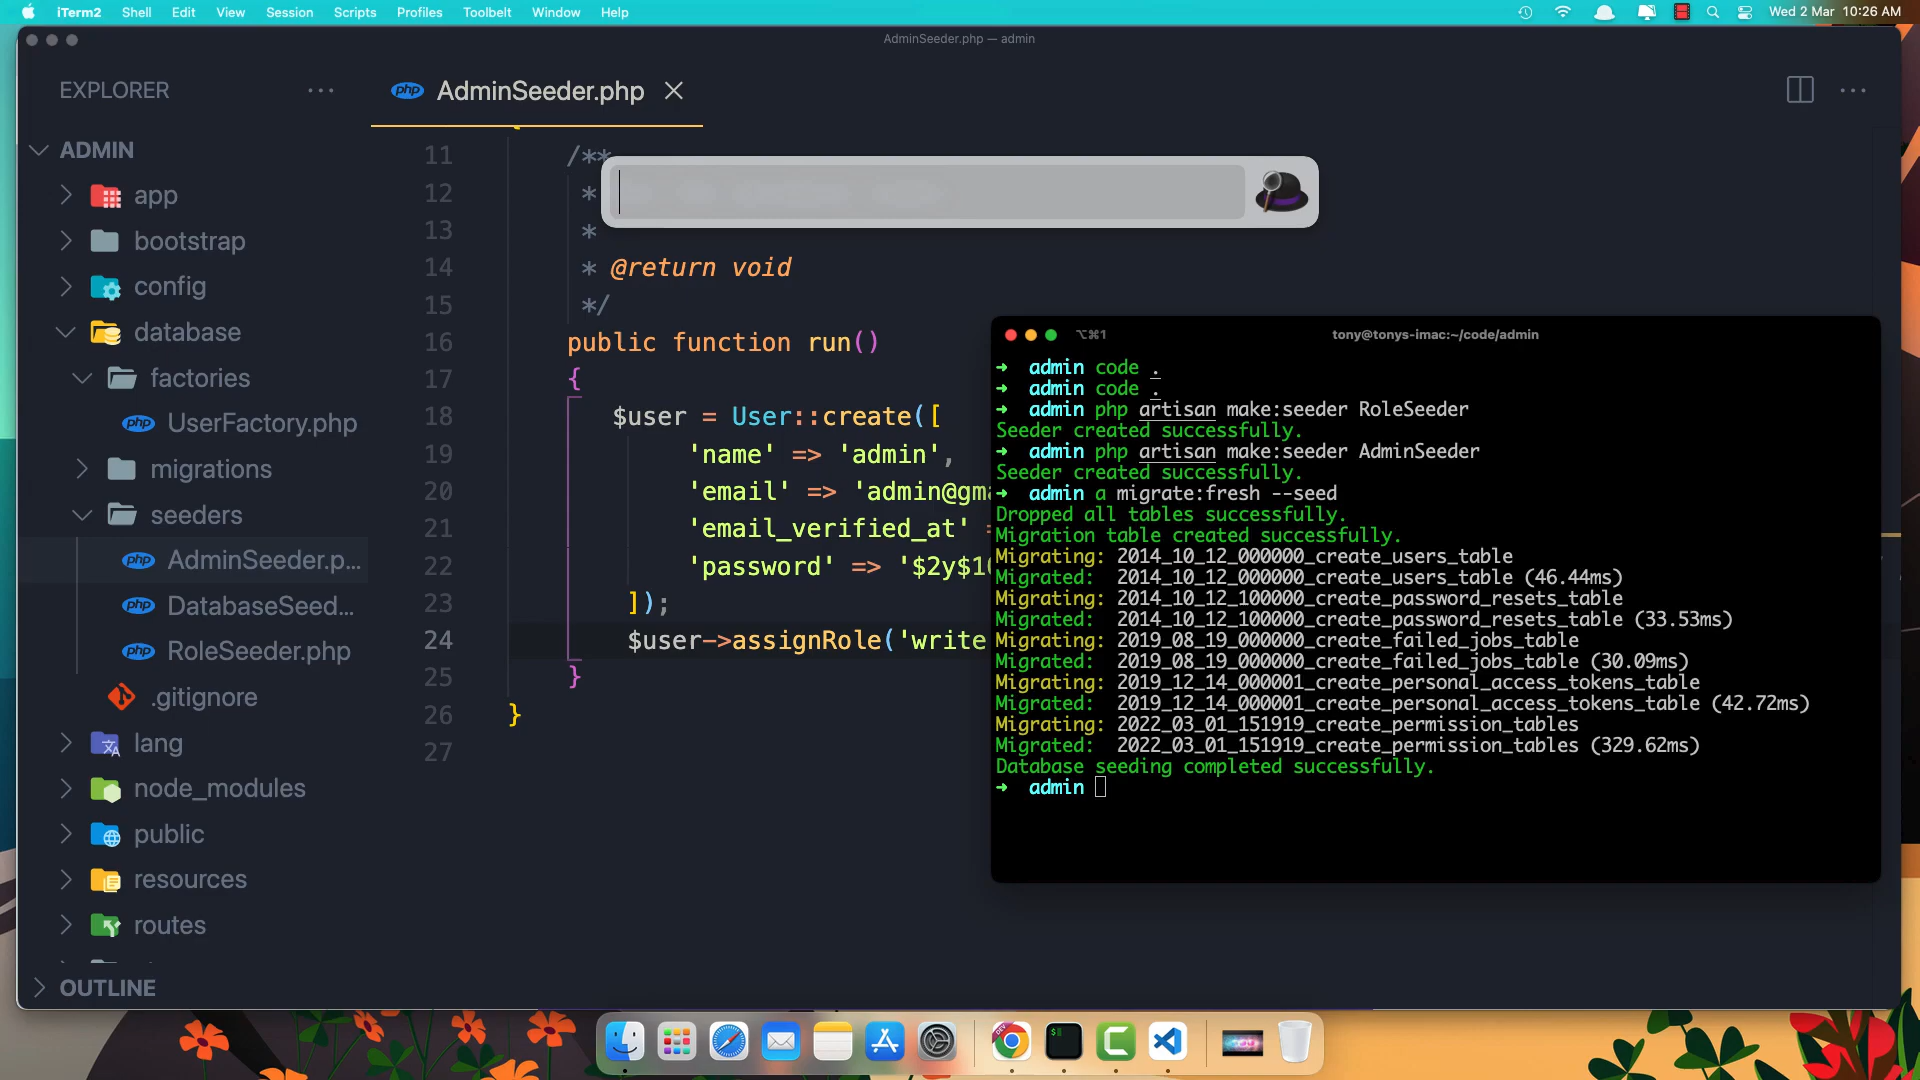 iTerm2 Shell Edit View Session Scripts Profiles Toolbelt Window Help
Wed 2 Mar 10:26 AM
AdminSeeder.php — admin
EXPLORER ...
php AdminSeeder.php
ADMIN
app
bootstrap
config
database
factories
php UserFactory.php
migrations
seeders
php AdminSeeder.p...
php DatabaseSeed...
php RoleSeeder.php
.gitignore
lang
node_modules
public
resources
routes
OUTLINE
11 /**
12 *
13 *
14 * @return void
15 */
16 public function run()
17 {
18 $user = User::create([
19 'name' => 'admin',
20 'email' => 'admin@gm
21 'email_verified_at' =
22 'password' => '$2y$10
23 ]);
24 $user->assignRole('write
25 }
26 }
27
⌥⌘1 tony@tonys-imac:~/code/admin
➜ admin code .
➜ admin code .
➜ admin php artisan make:seeder RoleSeeder
Seeder created successfully.
➜ admin php artisan make:seeder AdminSeeder
Seeder created successfully.
➜ admin a migrate:fresh --seed
Dropped all tables successfully.
Migration table created successfully.
Migrating: 2014_10_12_000000_create_users_table
Migrated: 2014_10_12_000000_create_users_table (46.44ms)
Migrating: 2014_10_12_100000_create_password_resets_table
Migrated: 2014_10_12_100000_create_password_resets_table (33.53ms)
Migrating: 2019_08_19_000000_create_failed_jobs_table
Migrated: 2019_08_19_000000_create_failed_jobs_table (30.09ms)
Migrating: 2019_12_14_000001_create_personal_access_tokens_table
Migrated: 2019_12_14_000001_create_personal_access_tokens_table (42.72ms)
Migrating: 2022_03_01_151919_create_permission_tables
Migrated: 2022_03_01_151919_create_permission_tables (329.62ms)
Database seeding completed successfully.
➜ admin
DEV